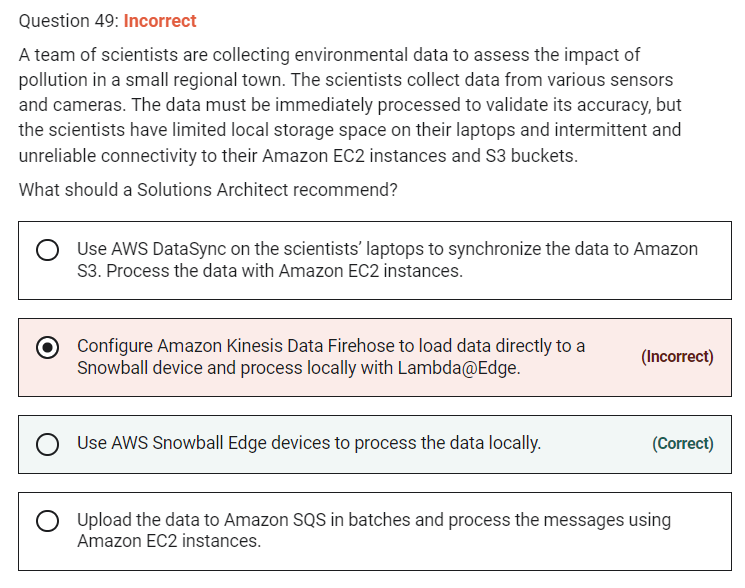 Question 49: Incorrect
A team of scientists are collecting environmental data to assess the impact of
pollution in a small regional town. The scientists collect data from various sensors
and cameras. The data must be immediately processed to validate its accuracy, but
the scientists have limited local storage space on their laptops and intermittent and
unreliable connectivity to their Amazon EC2 instances and S3 buckets.
What should a Solutions Architect recommend?
Use AWS DataSync on the scientists’ laptops to synchronize the data to Amazon
S3. Process the data with Amazon EC2 instances.
Configure Amazon Kinesis Data Firehose to load data directly to a
Snowball device and process locally with Lambda@Edge.
(Incorrect)
Use AWS Snowball Edge devices to process the data locally.
(Correct)
Upload the data to Amazon SQS in batches and process the messages using
Amazon EC2 instances.